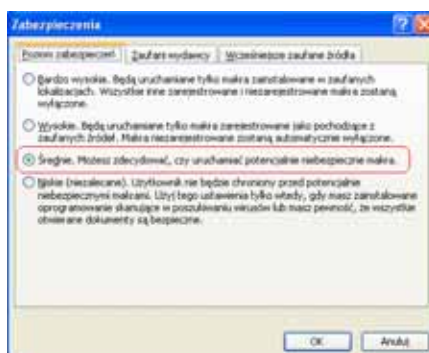 Zabezpieczenia
Poziom zabezpieczeń Zaufani wydawcy Wcześniejsze zaufane źródła
Bardzo wysokie. Będą uruchamiane tylko makra zainstalowane w zaufanych
lokalizacjach. Wszystkie inne zarejestrowane i niezarejestrowane makra zostaną
wyłączone.
Wysokie. Będą uruchamiane tylko makra zarejestrowane jako pochodzące z
zaufanych źródeł. Makra niezarejestrowane zostaną automatycznie wyłączone.
Średnie. Możesz zdecydować, czy uruchamiać potencjalnie niebezpieczne makra.
Niskie (niezalecane). Użytkownik nie będzie chroniony przed potencjalnie
niebezpiecznymi makrami. Użyj tego ustawienia tylko wtedy, gdy masz zainstalowane
oprogramowanie skanujące w poszukiwaniu wirusów lub masz pewność, że wszystkie
otwierane dokumenty są bezpieczne.
OK Anuluj